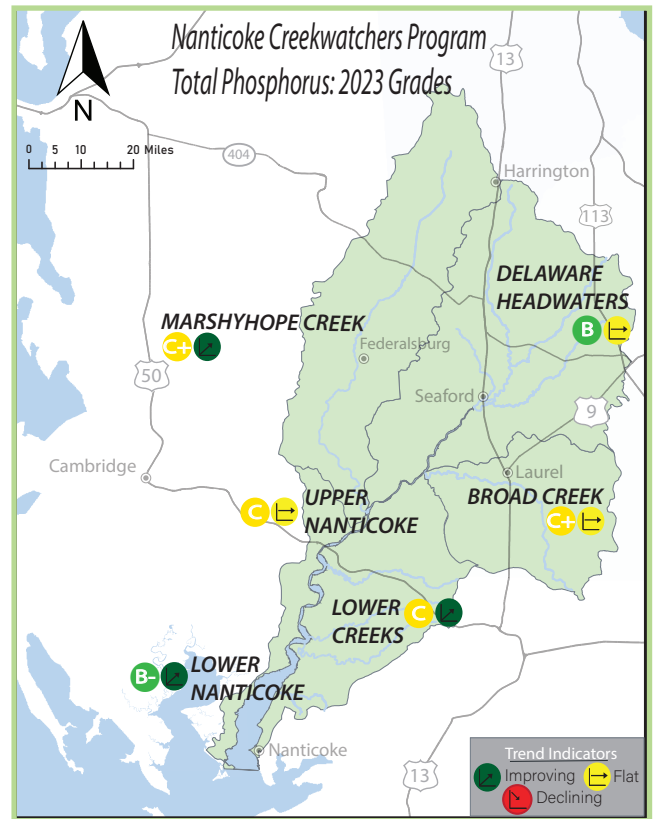 Nanticoke Creekwatchers Program
Total Phosphorus: 2023 Grades
N
0 5 10 20 Miles
13
404
Harrington
113
DELAWARE
HEADWATERS
B
MARSHYHOPE CREEK
C+
Federalsburg
50
Seaford
9
Cambridge
Laurel
UPPER
NANTICOKE
C
BROAD CREEK
C+
LOWER
CREEKS
C
LOWER
NANTICOKE
B-
Nanticoke
13
Trend Indicators
Improving Flat
Declining